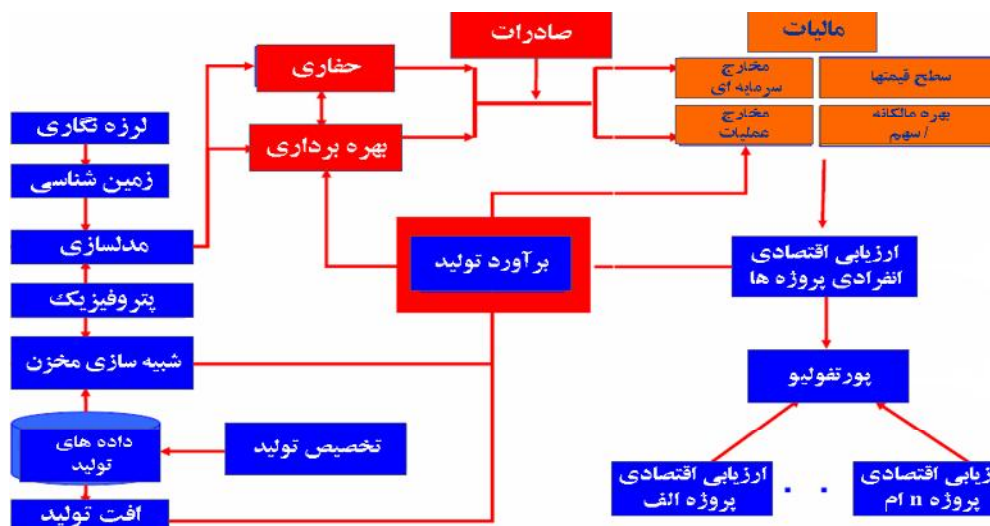 صادرات
مالیات
حفاری
مخارج
سرمایه ای
سطح قیمتها
لرزه نگاری
بهره برداری
مخارج
عملیات
بهره مالکانه
/ سهم
زمین شناسی
مدلسازی
برآورد تولید
ارزیابی اقتصادی
انفرادی پروژه ها
پتروفیزیک
شبیه سازی مخزن
پورتفولیو
داده های
تولید
تخصیص تولید
ارزیابی اقتصادی
پروژه الف
. .
رزیابی اقتصادی
پروژه n ام
افت تولید